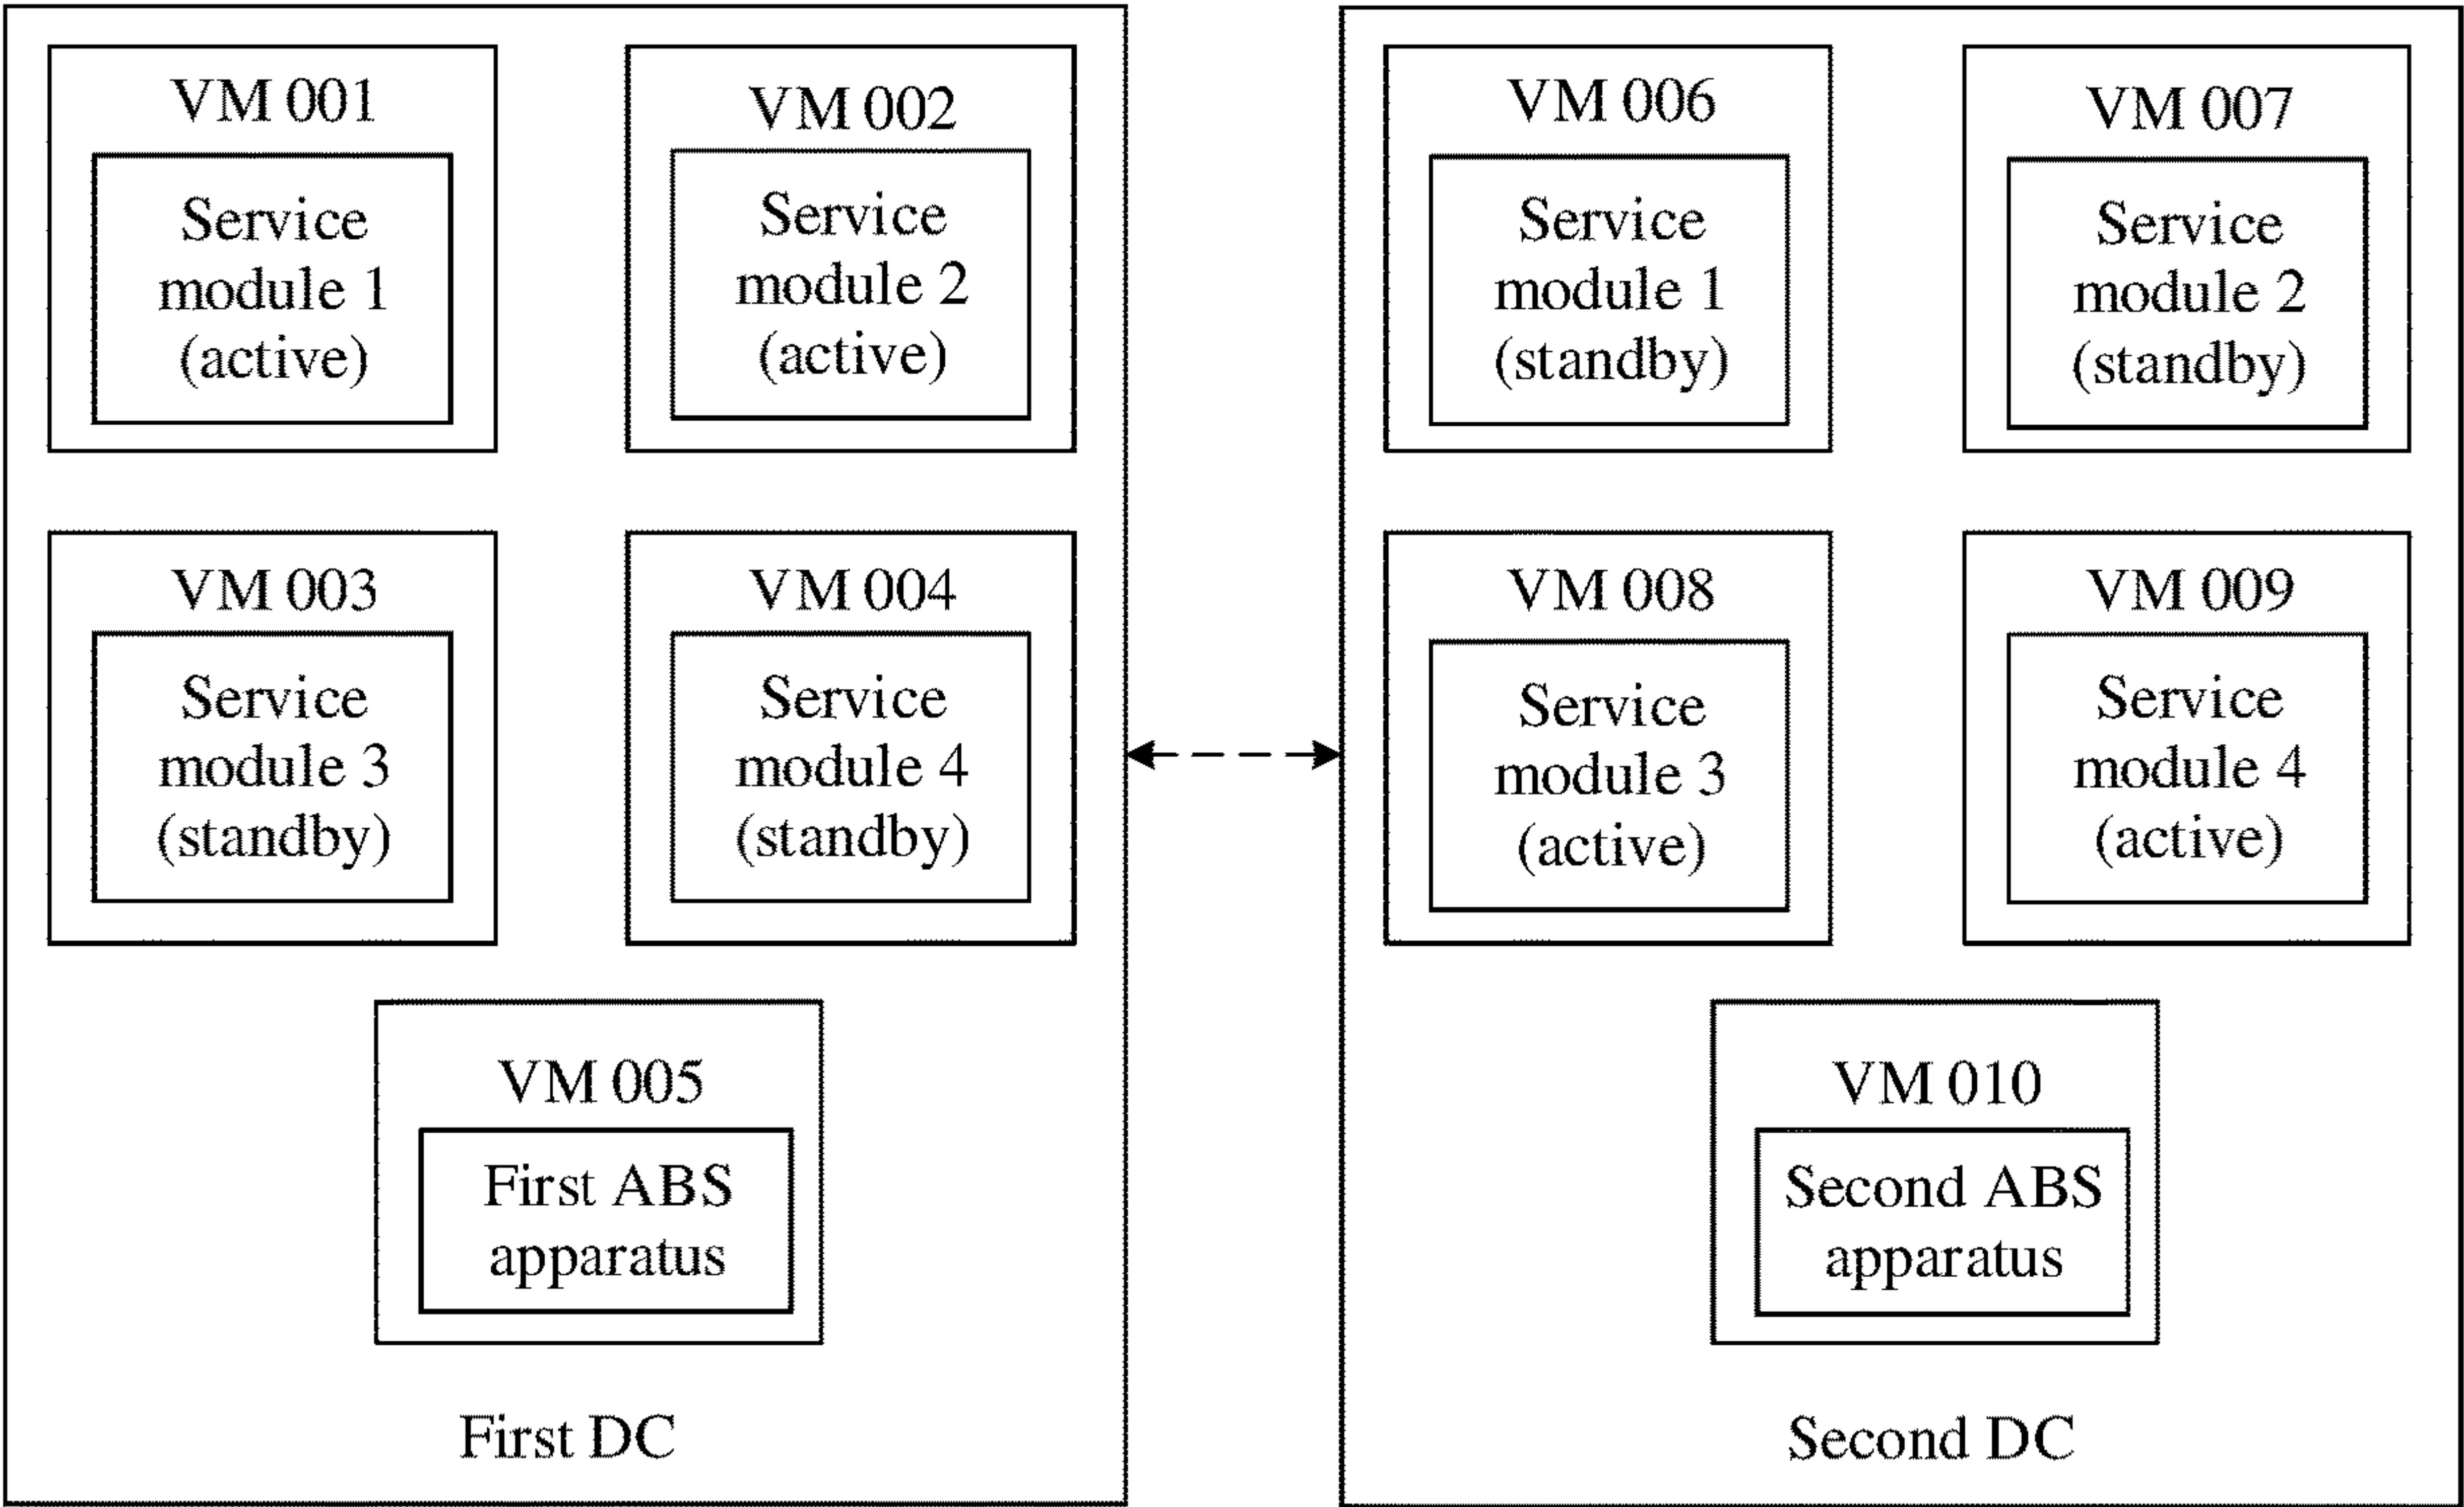 VM 001
Service
module 1
(active)
VM 002
Service
module 2
(active)
VM 003
Service
module 3
(standby)
VM 004
Service
module 4
(standby)
VM 005
First ABS
apparatus
First DC
VM 006
Service
module 1
(standby)
VM 007
Service
module 2
(standby)
VM 008
Service
module 3
(active)
VM 009
Service
module 4
(active)
VM 010
Second ABS
apparatus
Second DC